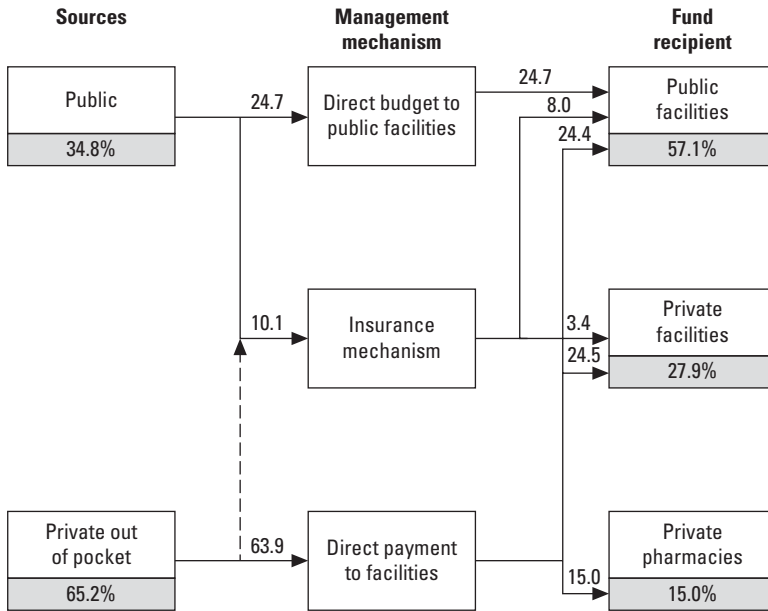 Sources
Management
mechanism
Fund
recipient
Public
34.8%
24.7
Direct budget to
public facilities
24.7
8.0
24.4
Public
facilities
57.1%
10.1
Insurance
mechanism
3.4
24.5
Private
facilities
27.9%
Private out
of pocket
65.2%
63.9
Direct payment
to facilities
15.0
Private
pharmacies
15.0%